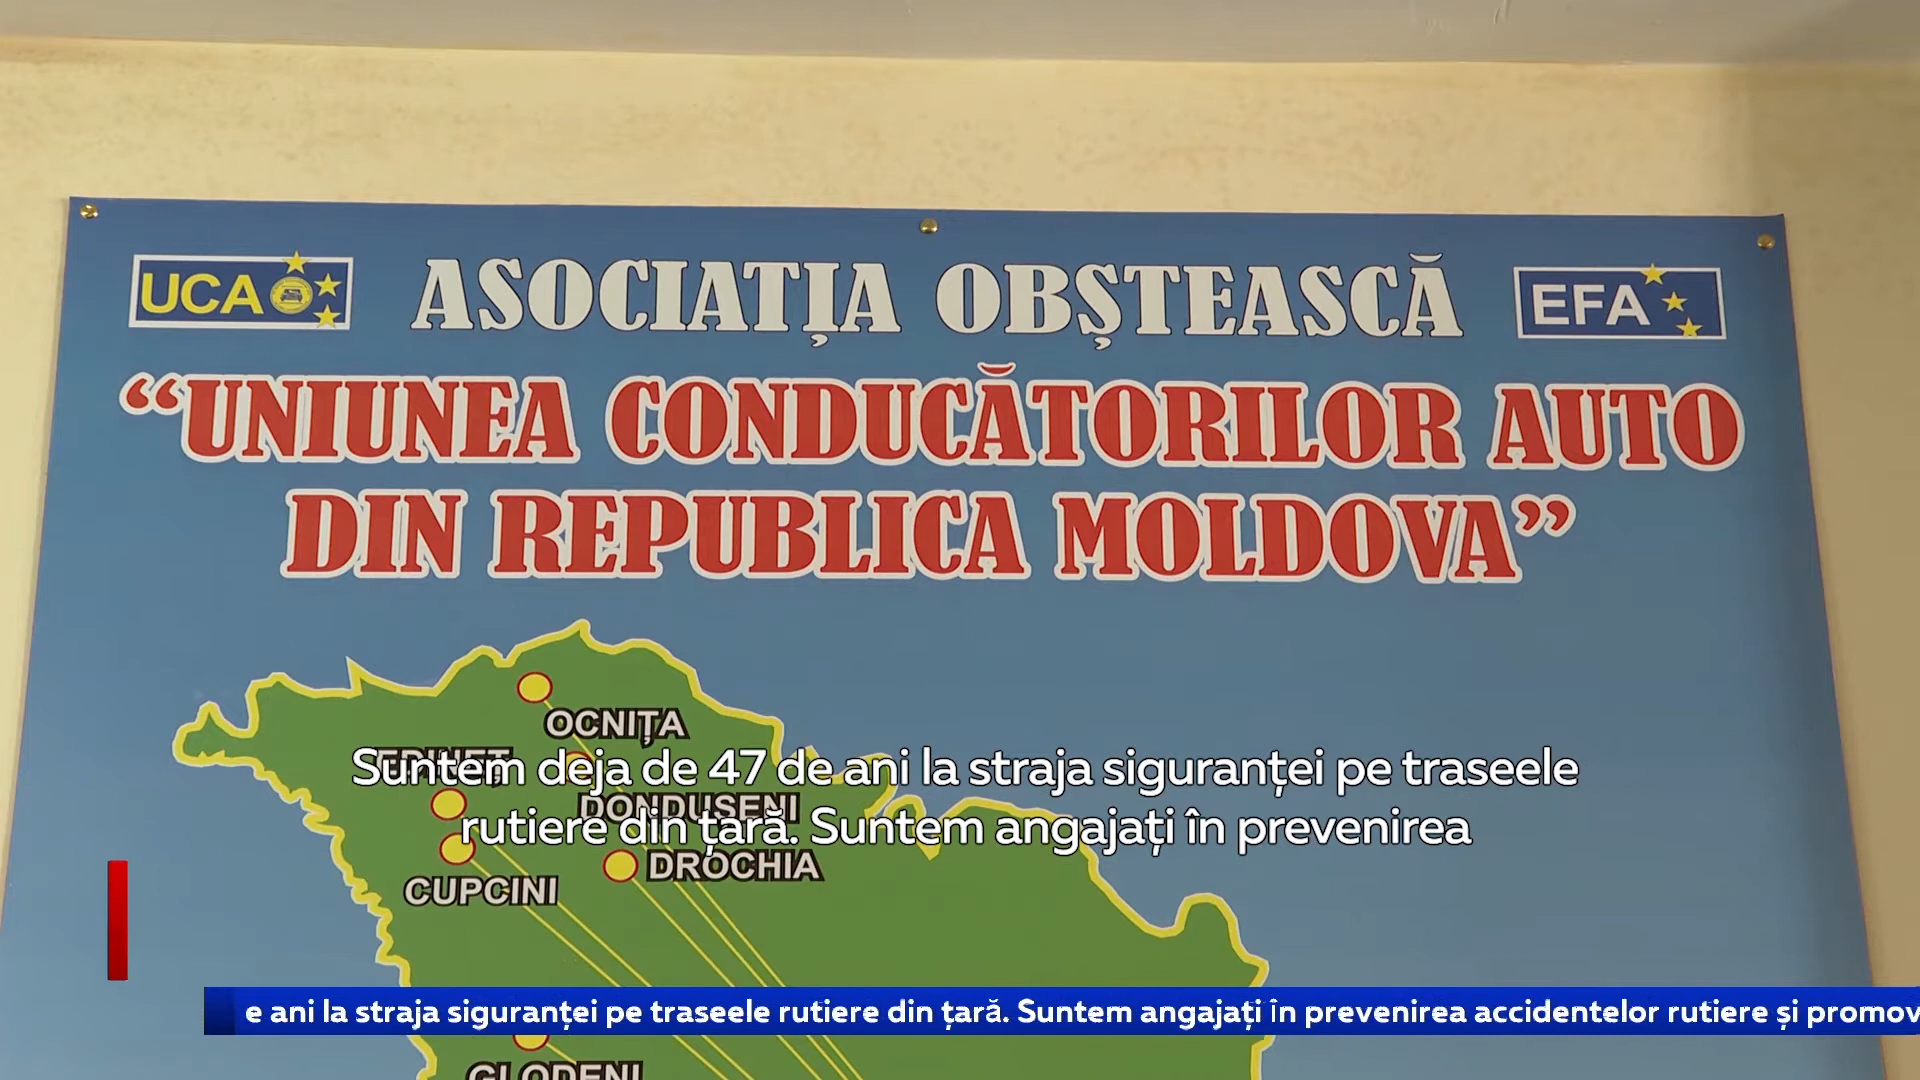 UCA
ASOCIAȚIA OBȘTEASCĂ
EFA
“UNIUNEA CONDUCĂTORILOR AUTO
DIN REPUBLICA MOLDOVA”
OCNIȚA
EDINEȚ
Suntem deja de 47 de ani la straja siguranței pe traseele
DONDUȘENI
rutiere din țară. Suntem angajați în prevenirea
DROCHIA
CUPCINI
e ani la straja siguranței pe traseele rutiere din țară. Suntem angajați în prevenirea accidentelor rutiere și promov
GLODENI